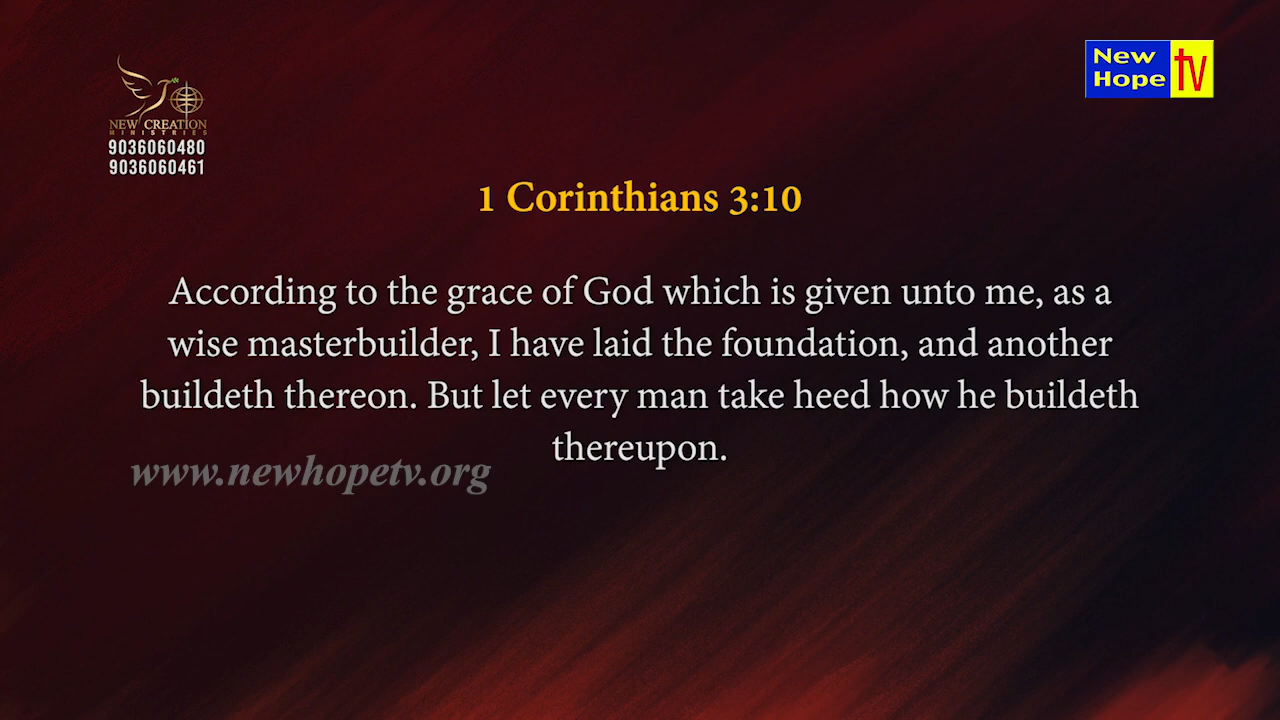 New
Hope
tv
NEW CREATION
MINISTRIES
9036060480
9036060461
1 Corinthians 3:10
According to the grace of God which is given unto me, as a
wise masterbuilder, I have laid the foundation, and another
buildeth thereon. But let every man take heed how he buildeth
thereupon.
www.newhopetv.org